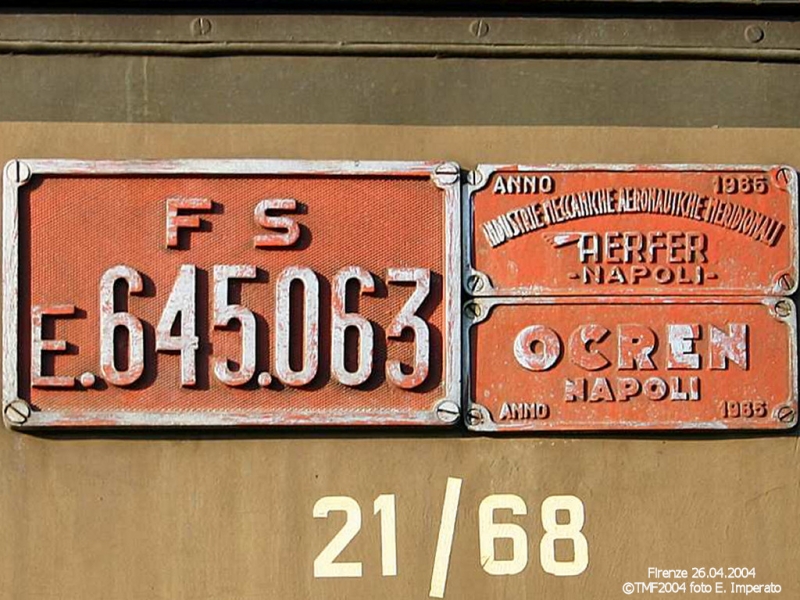 F S
E.645.063
ANNO 1965
INDUSTRIE MECCANICHE AERONAUTICHE MERIDIONALI
AERFER
-NAPOLI-
OCREN
NAPOLI
ANNO 1965
21/68
Firenze 26.04.2004
©TMF2004 foto E. Imperato